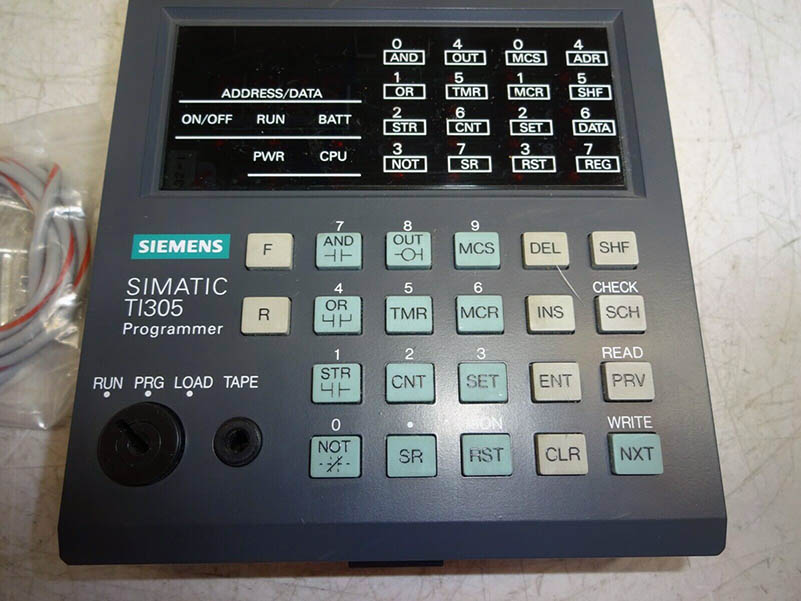 0 4 0 4
AND OUT MCS ADR
1 5 1 5
ADDRESS/DATA OR TMR MCR SHF
2 6 2 6
ON/OFF RUN BATT STR CNT SET DATA
3 7 3 7
PWR CPU NOT SR RST REG
7 8 9
SIEMENS F AND OUT MCS DEL SHF
SIMATIC
TI305
Programmer
4 5 6 CHECK
R OR TMR MCR INS SCH
1 2 3 READ
STR CNT SET ENT PRV
RUN PRG LOAD TAPE
0 • ON WRITE
NOT SR RST CLR NXT